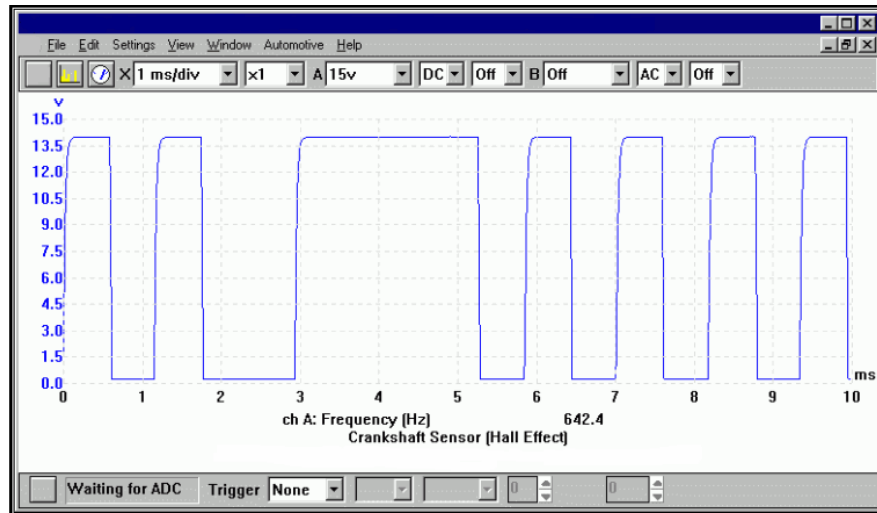 File Edit Settings View Window Automotive Help
X 1 ms/div x1 A 15v DC Off B Off AC Off
v
15.0
13.5
12.0
10.5
9.0
7.5
6.0
4.5
3.0
1.5
0.0
ms
0 1 2 3 4 5 6 7 8 9 10
ch A: Frequency (Hz) 642.4
Crankshaft Sensor (Hall Effect)
Waiting for ADC Trigger None 0 0